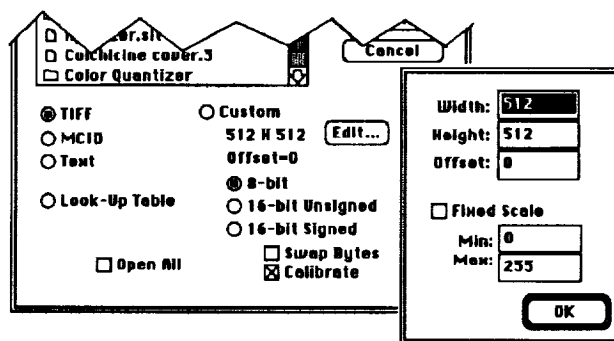 Colchicine cover.3
Color Quantizer
Cancel
TIFF
MCID
Text
Look-Up Table
Open All
Custom
512 X 512
Edit...
Offset=0
8-bit
16-bit Unsigned
16-bit Signed
Swap Bytes
Calibrate
Width: 512
Height: 512
Offset: 0
Fixed Scale
Min: 0
Max: 255
OK